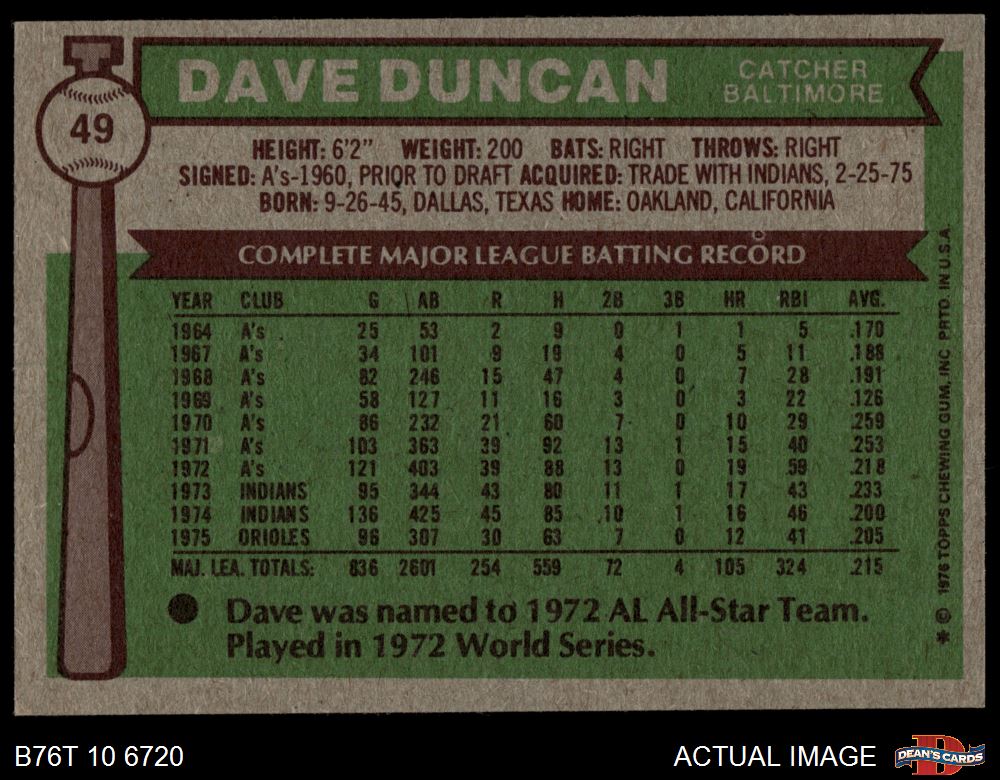 DAVE DUNCAN
CATCHER
BALTIMORE
49
HEIGHT: 6'2" WEIGHT: 200 BATS: RIGHT THROWS: RIGHT
SIGNED: A's-1960, PRIOR TO DRAFT ACQUIRED: TRADE WITH INDIANS, 2-25-75
BORN: 9-26-45, DALLAS, TEXAS HOME: OAKLAND, CALIFORNIA
COMPLETE MAJOR LEAGUE BATTING RECORD
YEAR CLUB G AB R H 2B 3B HR RBI AVG.
1964 A's 25 53 2 9 0 1 1 5 .170
1967 A's 34 101 9 19 4 0 5 11 .188
1968 A's 82 246 15 47 4 0 7 28 .191
1969 A's 58 127 11 16 3 0 3 22 .126
1970 A's 86 232 21 60 7 0 10 29 .259
1971 A's 103 363 39 92 13 1 15 40 .253
1972 A's 121 403 39 88 13 0 19 59 .218
1973 INDIANS 95 344 43 80 11 1 17 43 .233
1974 INDIANS 136 425 45 85 10 1 16 46 .200
1975 ORIOLES 96 307 30 63 7 0 12 41 .205
MAJ. LEA. TOTALS: 836 2601 254 559 72 4 105 324 .215
● Dave was named to 1972 AL All-Star Team.
Played in 1972 World Series.
* © 1976 TOPPS CHEWING GUM, INC. PRTD. IN U.S.A.
B76T 10 6720
ACTUAL IMAGE
DEAN'S CARDS